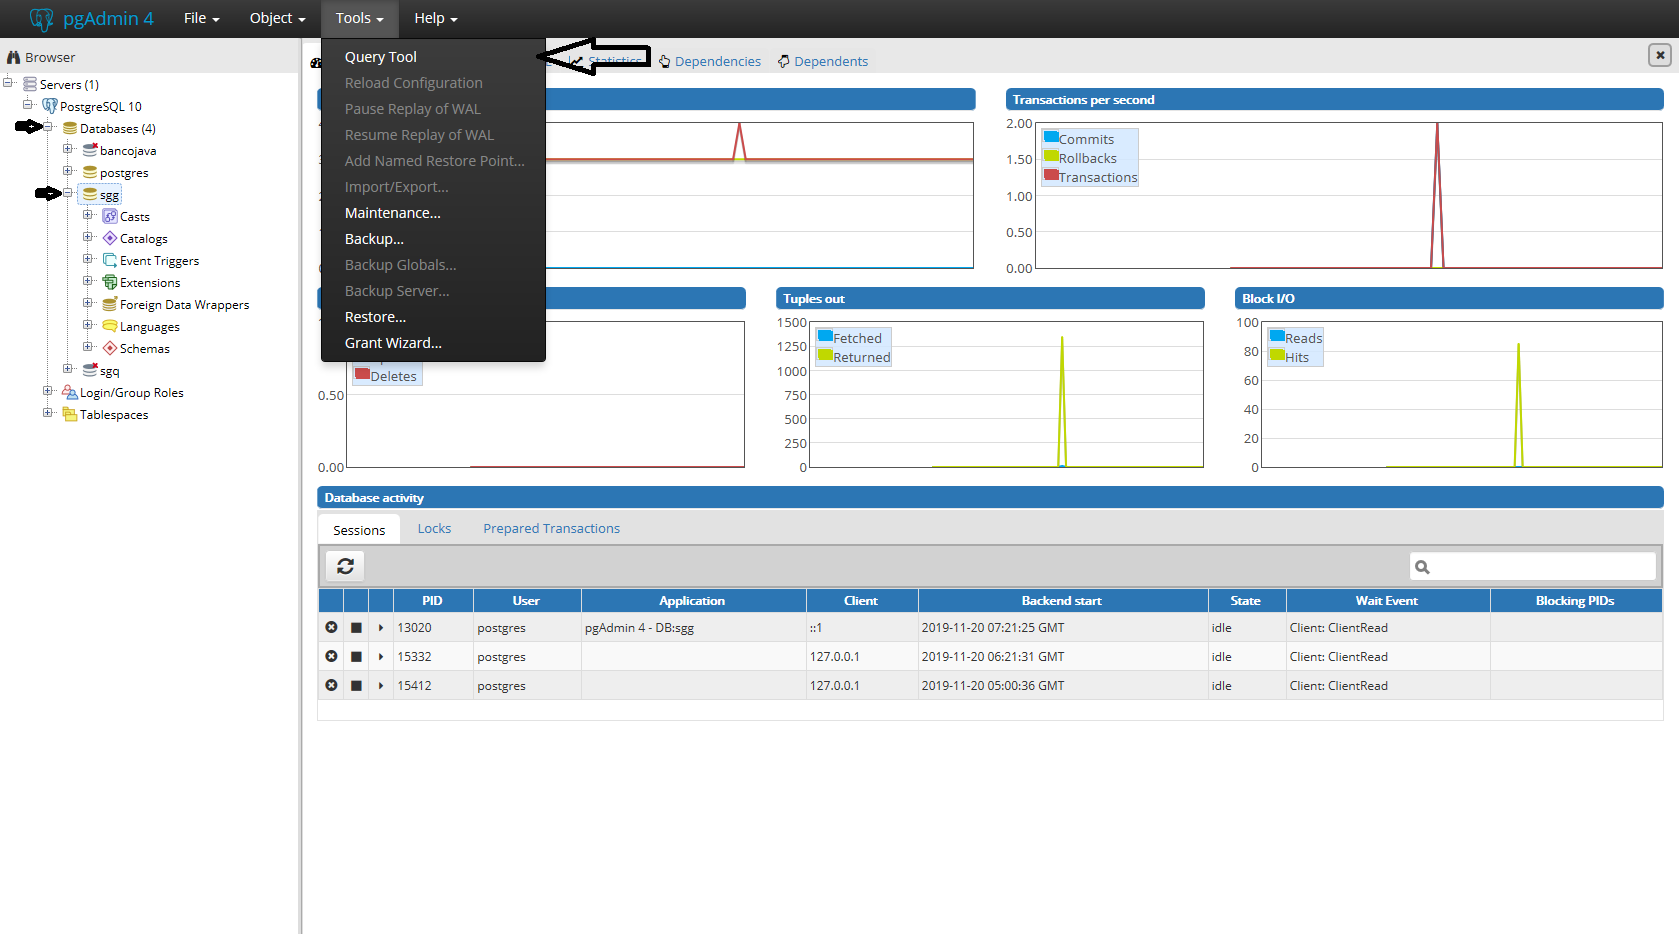 pgAdmin 4 File Object Tools Help
Browser
Servers (1)
PostgreSQL 10
Databases (4)
bancojava
postgres
sgg
Casts
Catalogs
Event Triggers
Extensions
Foreign Data Wrappers
Languages
Schemas
sgq
Login/Group Roles
Tablespaces
Query Tool
Reload Configuration
Pause Replay of WAL
Resume Replay of WAL
Add Named Restore Point...
Import/Export...
Maintenance...
Backup...
Backup Globals...
Backup Server...
Restore...
Grant Wizard...
Statistics Dependencies Dependents
Transactions per second
2.00
1.50
1.00
0.50
0.00
Commits
Rollbacks
Transactions
Deletes
0.50
0.00
Tuples out
1500
1250
1000
750
500
250
0
Fetched
Returned
Block I/O
100
80
60
40
20
0
Reads
Hits
Database activity
Sessions Locks Prepared Transactions
PID User Application Client Backend start State Wait Event Blocking PIDs
13020 postgres pgAdmin 4 - DB:sgg ::1 2019-11-20 07:21:25 GMT idle Client: ClientRead
15332 postgres 127.0.0.1 2019-11-20 06:21:31 GMT idle Client: ClientRead
15412 postgres 127.0.0.1 2019-11-20 05:00:36 GMT idle Client: ClientRead